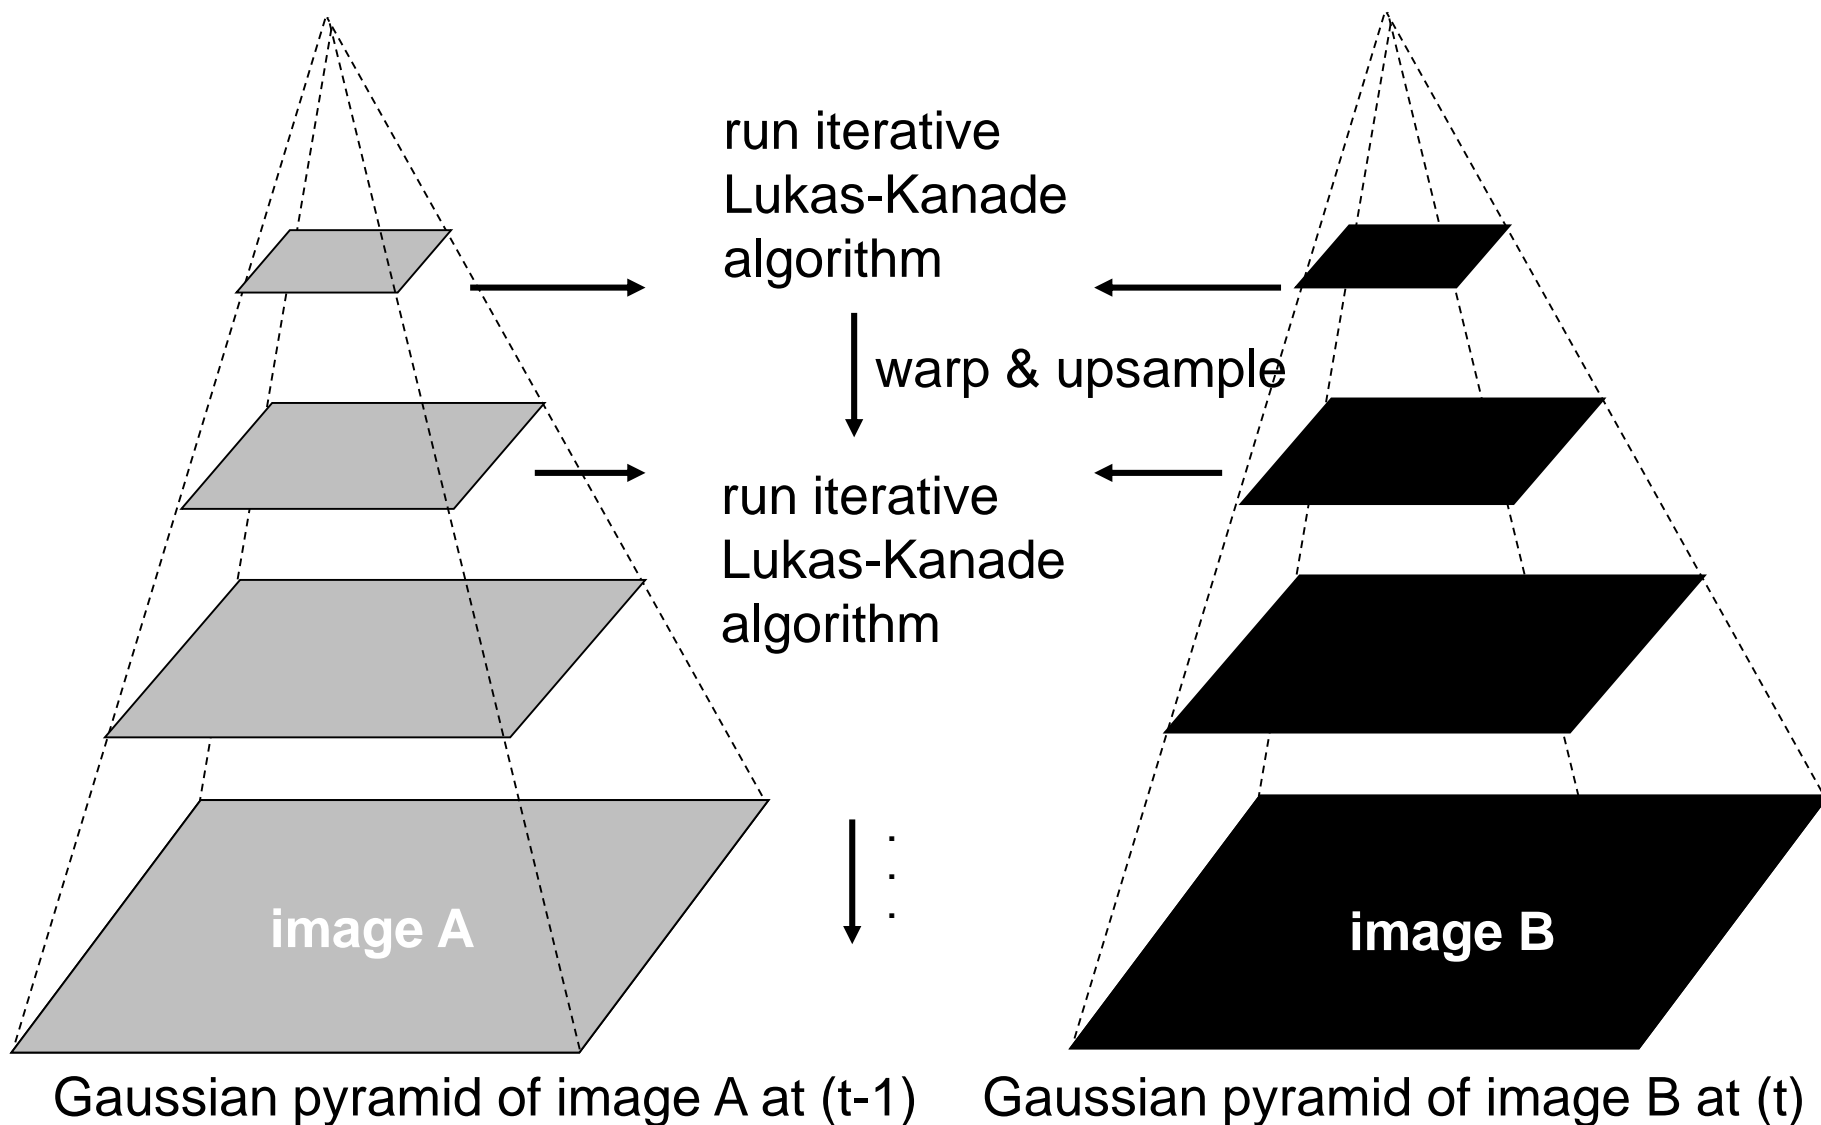 run iterative
Lukas-Kanade
algorithm
warp & upsample
run iterative
Lukas-Kanade
algorithm
.
.
.
image A
image B
Gaussian pyramid of image A at (t-1)
Gaussian pyramid of image B at (t)